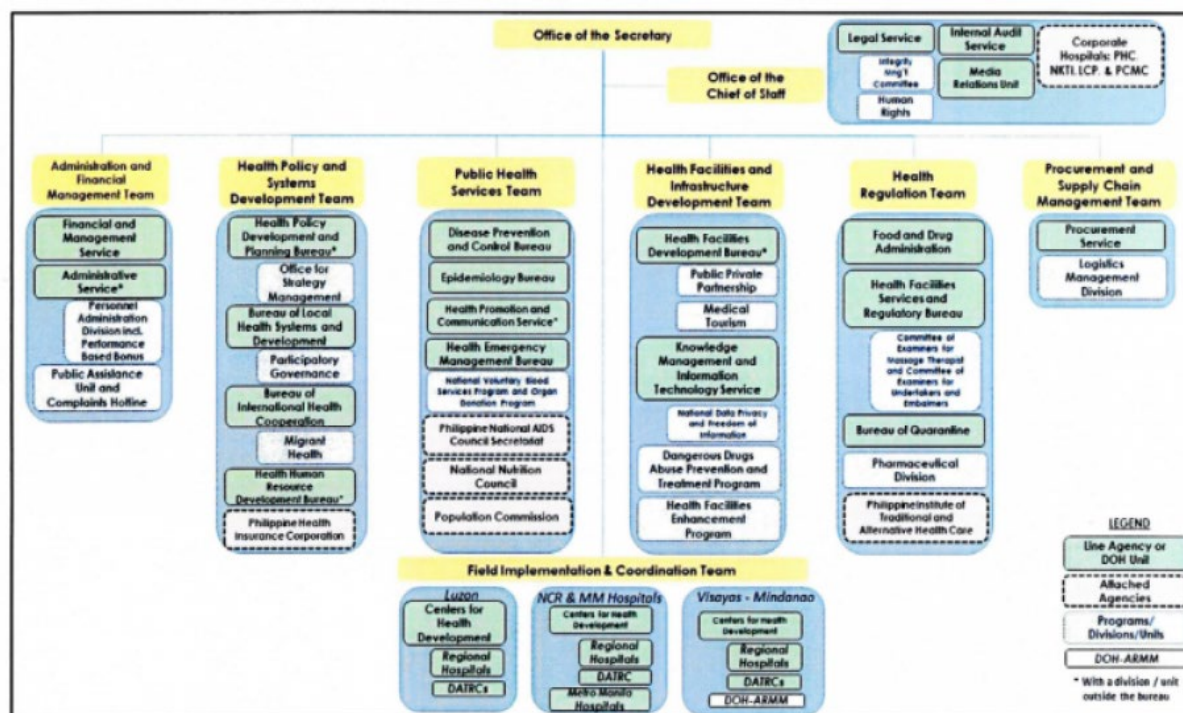 Office of the Secretary
Office of the
Chief of Staff
Legal Service
Integrity
Mng't
Committee
Human
Rights
Internal Audit
Service
Media
Relations Unit
Corporate
Hospitals: PHC.
NKTI. LCP. & PCMC
Administration and
Financial
Management Team
Financial and
Management
Service
Administrative
Service*
Personnel
Administration
Division incl.
Performance
Based Bonus
Public Assistance
Unit and
Complaints Hotline
Health Policy and
Systems
Development Team
Health Policy
Development and
Planning Bureau*
Office for
Strategy
Management
Bureau of Local
Health Systems and
Development
Participatory
Governance
Bureau of
International Health
Cooperation
Migrant
Health
Health Human
Resource
Development Bureau*
Philippine Health
Insurance Corporation
Public Health
Services Team
Disease Prevention
and Control Bureau
Epidemiology Bureau
Health Promotion and
Communication Service*
Health Emergency
Management Bureau
National Voluntary Blood
Services Program and Organ
Donation Program
Philippine National AIDS
Council Secretariat
National Nutrition
Council
Population Commission
Health Facilities and
Infrastructure
Development Team
Health Facilities
Development Bureau*
Public Private
Partnership
Medical
Tourism
Knowledge
Management and
Information
Technology Service
National Data Privacy
and Freedom of
Information
Dangerous Drugs
Abuse Prevention and
Treatment Program
Health Facilities
Enhancement
Program
Health
Regulation Team
Food and Drug
Administration
Health Facilities
Services and
Regulatory Bureau
Committee of
Examiners for
Massage Therapist
and Committee of
Examiners for
Undertakers and
Embalmers
Bureau of Quarantine
Pharmaceutical
Division
Philippine Institute of
Traditional and
Alternative Health Care
Procurement and
Supply Chain
Management Team
Procurement
Service
Logistics
Management
Division
Field Implementation & Coordination Team
Luzon
Centers for
Health
Development
Regional
Hospitals
DATRCs
NCR & MM Hospitals
Centers for Health
Development
Regional
Hospitals
DATRC
Metro Manila
Hospitals
Visayas - Mindanao
Centers for Health
Development
Regional
Hospitals
DATRCs
DOH-ARMM
LEGEND
Line Agency or
DOH Unit
Attached
Agencies
Programs/
Divisions/Units
DOH-ARMM
* With a division / unit
outside the bureau